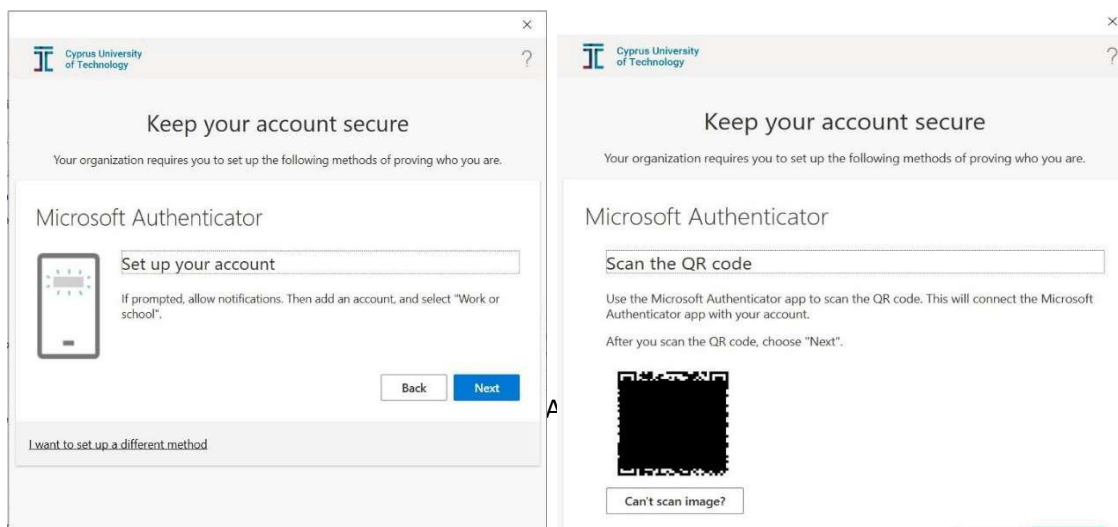 Cyprus University
of Technology
?
Keep your account secure
Your organization requires you to set up the following methods of proving who you are.
Microsoft Authenticator
Set up your account
If prompted, allow notifications. Then add an account, and select "Work or
school".
Back
Next
I want to set up a different method
A
Cyprus University
of Technology
?
Keep your account secure
Your organization requires you to set up the following methods of proving who you are.
Microsoft Authenticator
Scan the QR code
Use the Microsoft Authenticator app to scan the QR code. This will connect the Microsoft
Authenticator app with your account.
After you scan the QR code, choose "Next".
Can't scan image?